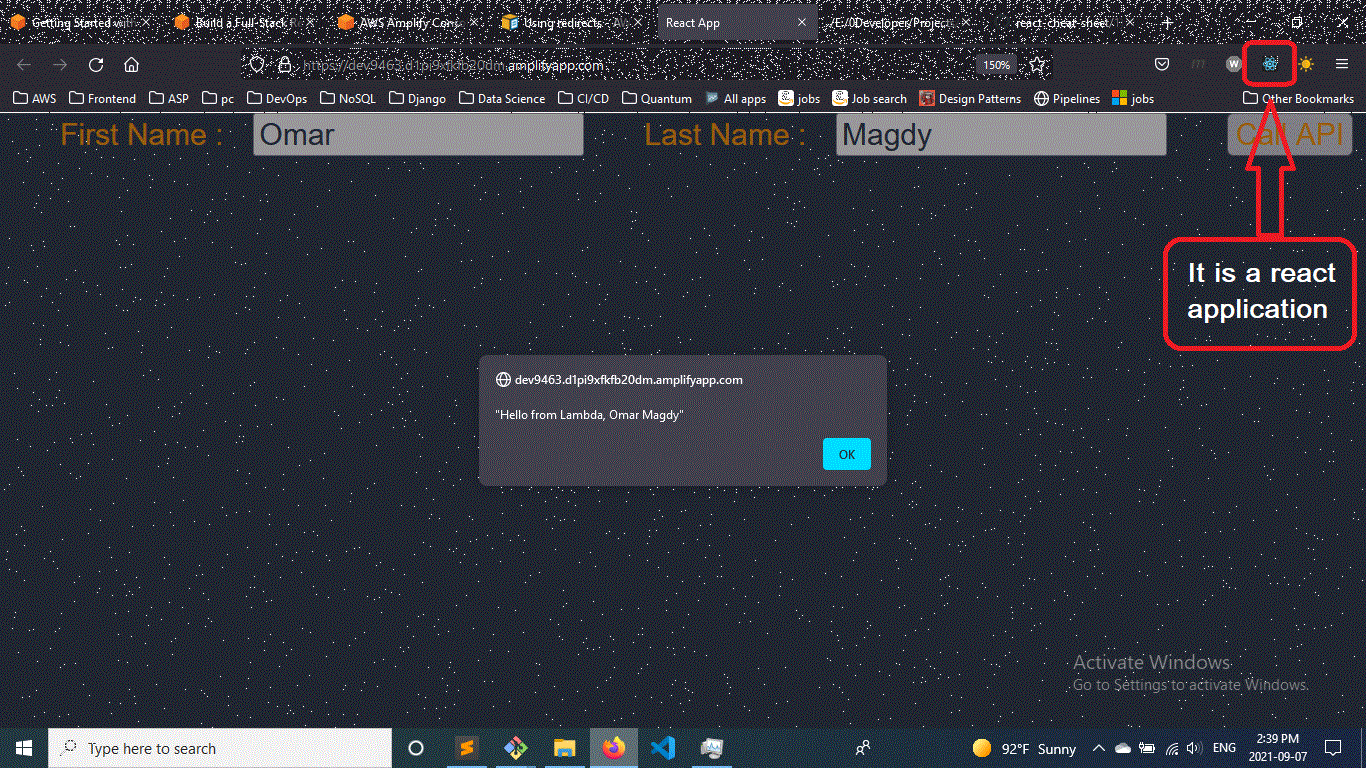 Getting Started with
Build a Full-Stack R
AWS Amplify Cons
Using redirects - A
React App
/E:/0Developer/Project
react-cheat-sheet
https://dev9463.d1pi9xfkfb20dm.amplifyapp.com
150%
AWS
Frontend
ASP
pc
DevOps
NoSQL
Django
Data Science
CI/CD
Quantum
All apps
jobs
Job search
Design Patterns
Pipelines
jobs
Other Bookmarks
First Name :
Omar
Last Name :
Magdy
Call API
It is a react
application
dev9463.d1pi9xfkfb20dm.amplifyapp.com
"Hello from Lambda, Omar Magdy"
OK
Activate Windows
Go to Settings to activate Windows.
Type here to search
92°F Sunny
ENG
2:39 PM
2021-09-07